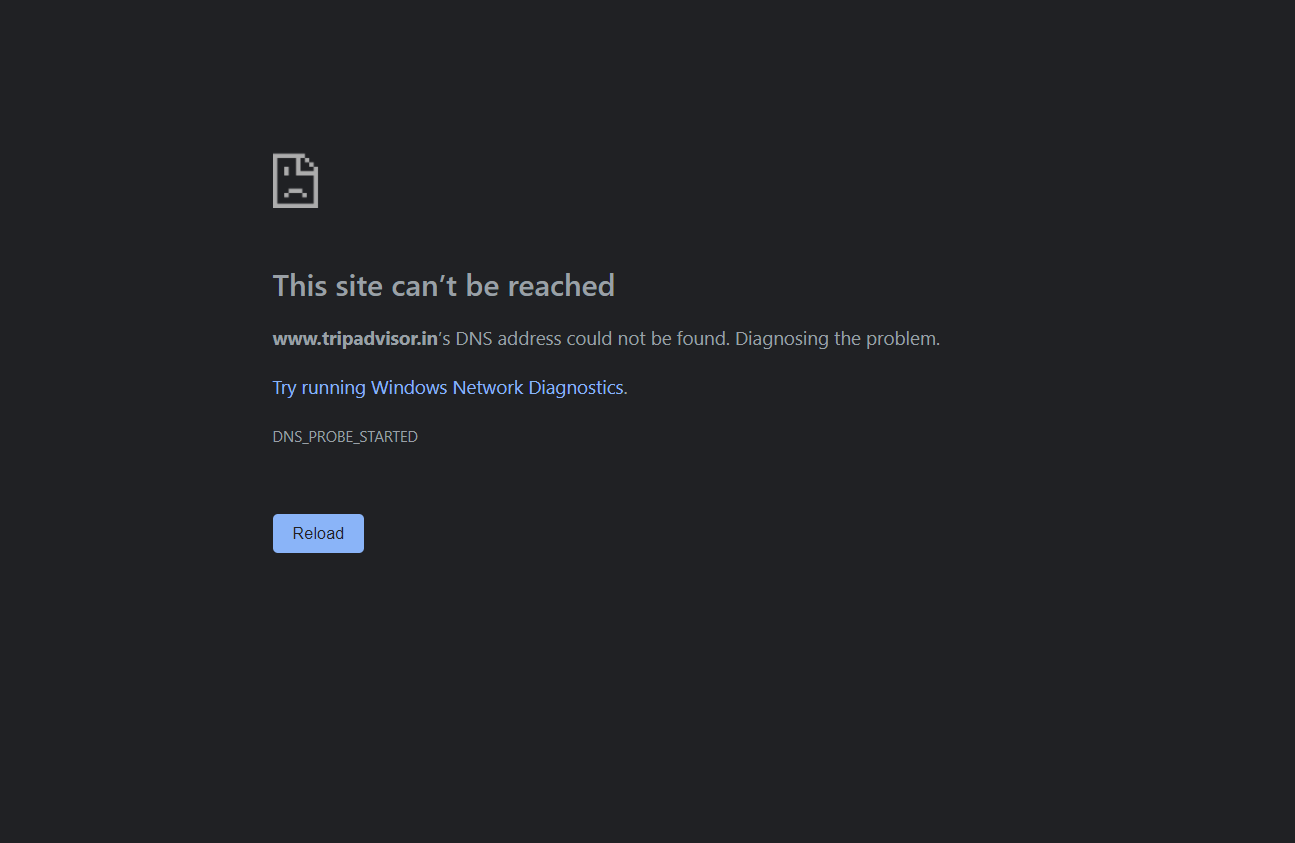 This site can’t be reached
www.tripadvisor.in’s DNS address could not be found. Diagnosing the problem.
Try running Windows Network Diagnostics.
DNS_PROBE_STARTED
Reload